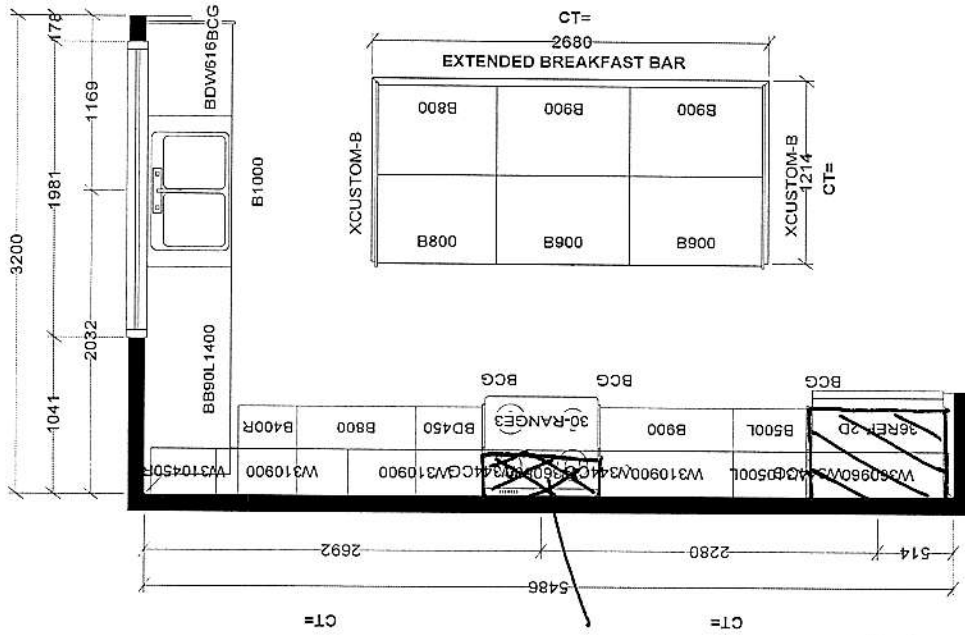 CT=
2680
EXTENDED BREAKFAST BAR
B800
B900
B900
B800
B900
B900
XCUSTOM-B
XCUSTOM-B
1214
CT=
178
1169
1981
3200
2032
1041
BDW616BCG
B1000
BB90L1400
BCG
BCG
BCG
B400R
B800
BD450
30-RANGE3
B900
B500L
36REF 2D
W310450R
W310900
W310900
W310900
2692
2280
514
5486
CT=
CT=